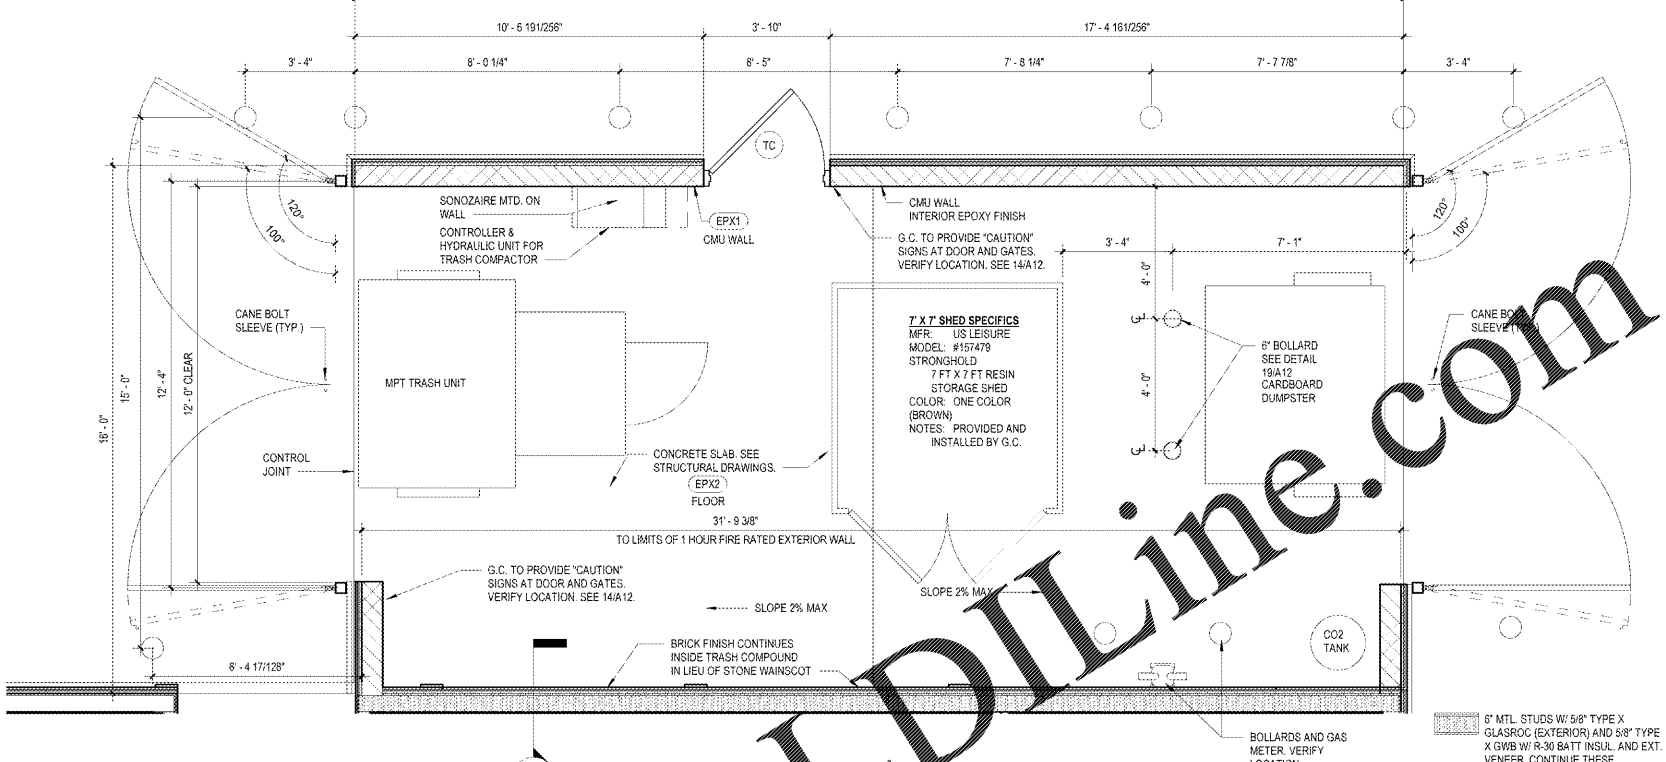 10' - 6 191/256"
3' - 10"
17' - 4 161/256"
3' - 4"
8' - 0 1/4"
8' - 5"
7' - 8 1/4"
7' - 7 7/8"
3' - 4"
TC
120°
100°
SONOZAIRE MTD. ON
WALL
CONTROLLER &
HYDRAULIC UNIT FOR
TRASH COMPACTOR
EPX1
CMU WALL
CMU WALL
INTERIOR EPOXY FINISH
G.C. TO PROVIDE "CAUTION"
SIGNS AT DOOR AND GATES.
VERIFY LOCATION. SEE 14/A12.
3' - 4"
7' - 1"
120°
100°
4' - 0"
4' - 0"
CANE BOLT
SLEEVE (TYP.)
16' - 0"
15' - 0"
12' - 4"
12' - 0" CLEAR
MPT TRASH UNIT
7' X 7' SHED SPECIFICS
MFR: US LEISURE
MODEL: #157479
STRONGHOLD
7 FT X 7 FT RESIN
STORAGE SHED
COLOR: ONE COLOR
(BROWN)
NOTES: PROVIDED AND
INSTALLED BY G.C.
6" BOLLARD
SEE DETAIL
19/A12
CARDBOARD
DUMPSTER
CANE BOLT
SLEEVE (TYP.)
CONTROL
JOINT
CONCRETE SLAB. SEE
STRUCTURAL DRAWINGS.
EPX2
FLOOR
31' - 9 3/8"
TO LIMITS OF 1 HOUR FIRE RATED EXTERIOR WALL
G.C. TO PROVIDE "CAUTION"
SIGNS AT DOOR AND GATES.
VERIFY LOCATION. SEE 14/A12.
SLOPE 2% MAX
SLOPE 2% MAX
BRICK FINISH CONTINUES
INSIDE TRASH COMPOUND
IN LIEU OF STONE WAINSCOT
CO2
TANK
6' - 4 17/128"
BOLLARDS AND GAS
METER. VERIFY
LOCATION
6" MTL. STUDS W/ 5/8" TYPE X
GLASROC (EXTERIOR) AND 5/8" TYPE
X GWB W/ R-30 BATT INSUL. AND EXT.
VENEER. CONTINUE THESE
DILine.com